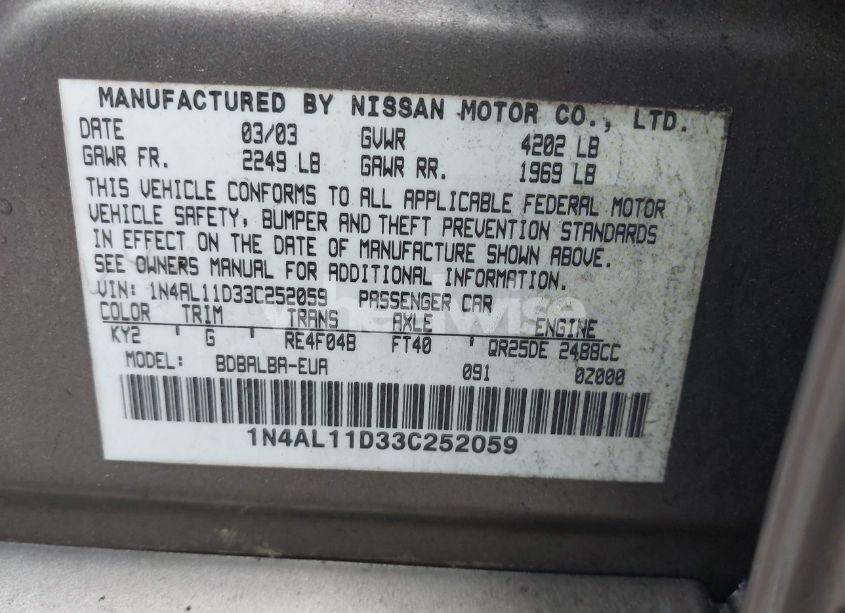 MANUFACTURED BY NISSAN MOTOR CO., LTD.
DATE 03/03 GVWR 4202 LB
GAWR FR. 2249 LB GAWR RR. 1969 LB
THIS VEHICLE CONFORMS TO ALL APPLICABLE FEDERAL MOTOR
VEHICLE SAFETY, BUMPER AND THEFT PREVENTION STANDARDS
IN EFFECT ON THE DATE OF MANUFACTURE SHOWN ABOVE.
SEE OWNERS MANUAL FOR ADDITIONAL INFORMATION.
VIN: 1N4AL11D33C252059 PASSENGER CAR
COLOR TRIM TRANS AXLE ENGINE
KY2 ' G ' RE4F04B FT40 ' QR25DE 2488CC
MODEL: BDBALBA-EUA 091 0Z000
1N4AL11D33C252059